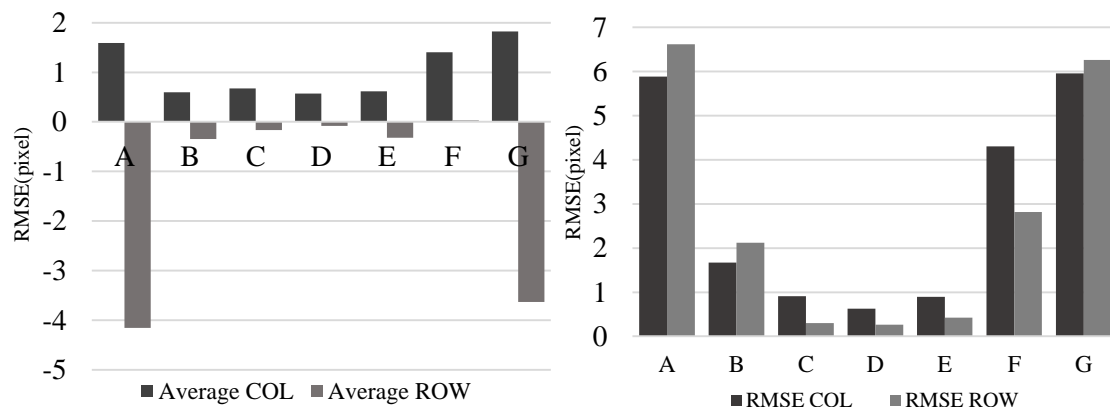 2
1
0
-1
-2
-3
-4
-5
RMSE(pixel)
A B C D E F G
Average COL Average ROW
7
6
5
4
3
2
1
0
RMSE(pixel)
A B C D E F G
RMSE COL RMSE ROW